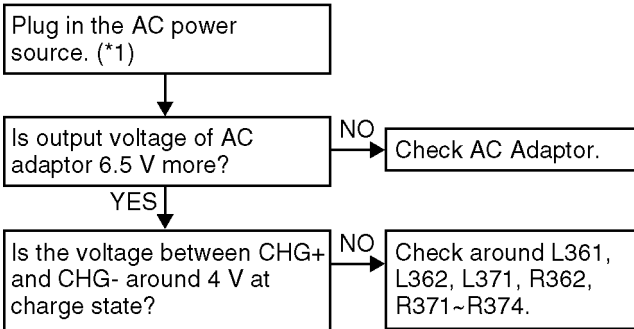 Plug in the AC power
source. (*1)
Is output voltage of AC
adaptor 6.5 V more?
NO
Check AC Adaptor.
YES
Is the voltage between CHG+
and CHG- around 4 V at
charge state?
NO
Check around L361,
L362, L371, R362,
R371~R374.